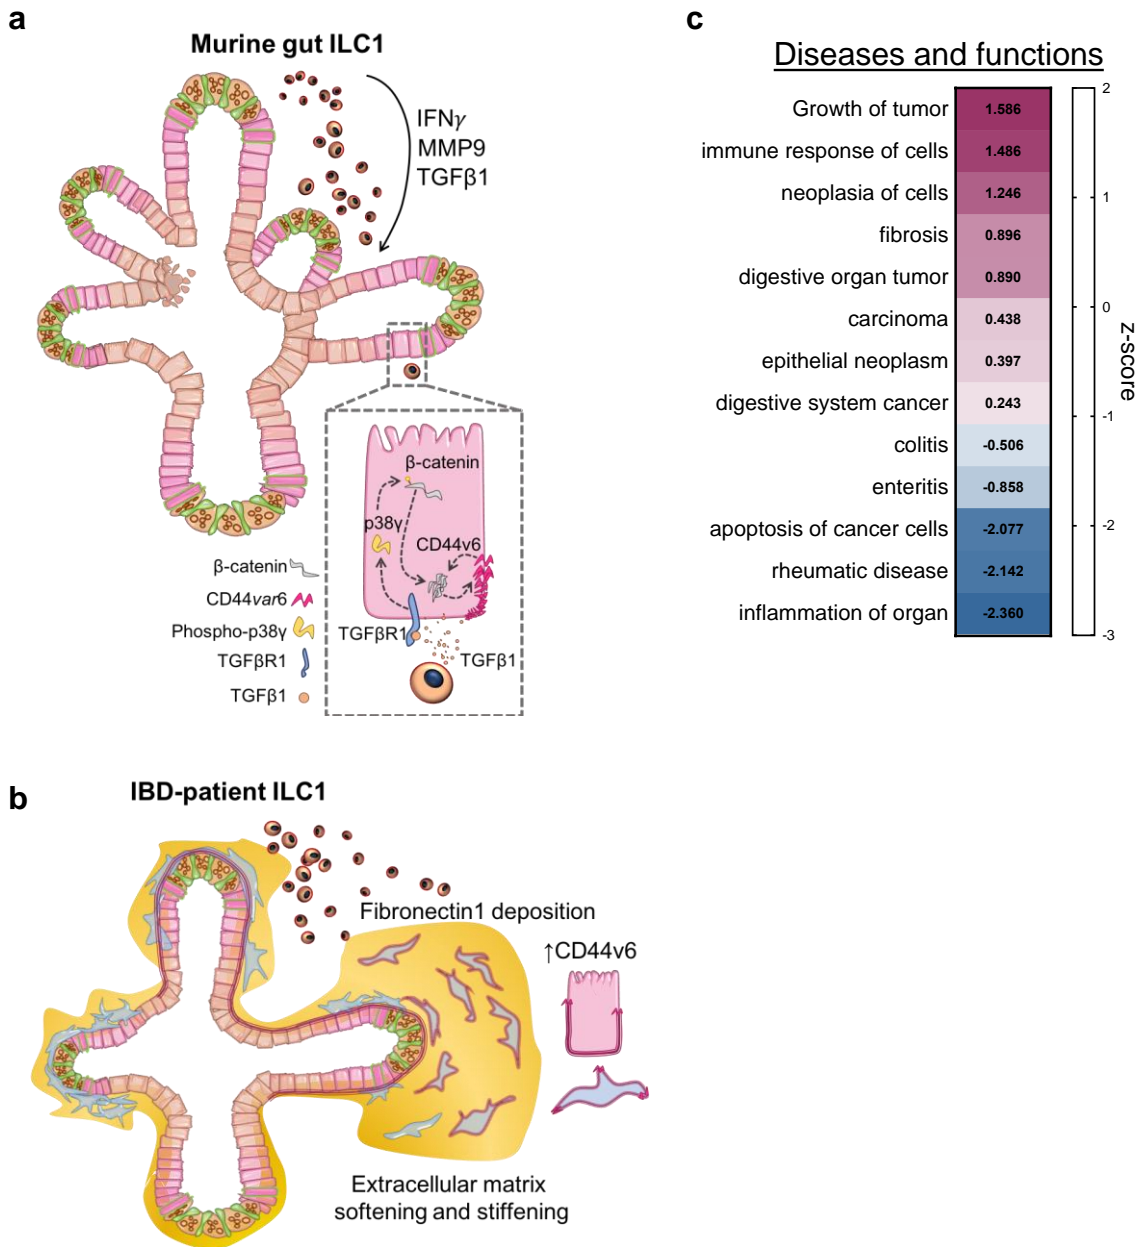 a
Murine gut ILC1
IFNγ
MMP9
TGFβ1
β-catenin
p38γ
CD44v6
TGFβR1
TGFβ1
β-catenin
CD44var6
Phospho-p38γ
TGFβR1
TGFβ1
b
IBD-patient ILC1
Fibronectin1 deposition
↑CD44v6
Extracellular matrix
softening and stiffening
c
Diseases and functions
Growth of tumor 1.586
immune response of cells 1.486
neoplasia of cells 1.246
fibrosis 0.896
digestive organ tumor 0.890
carcinoma 0.438
epithelial neoplasm 0.397
digestive system cancer 0.243
colitis -0.506
enteritis -0.858
apoptosis of cancer cells -2.077
rheumatic disease -2.142
inflammation of organ -2.360
2
1
0
-1
-2
-3
z-score